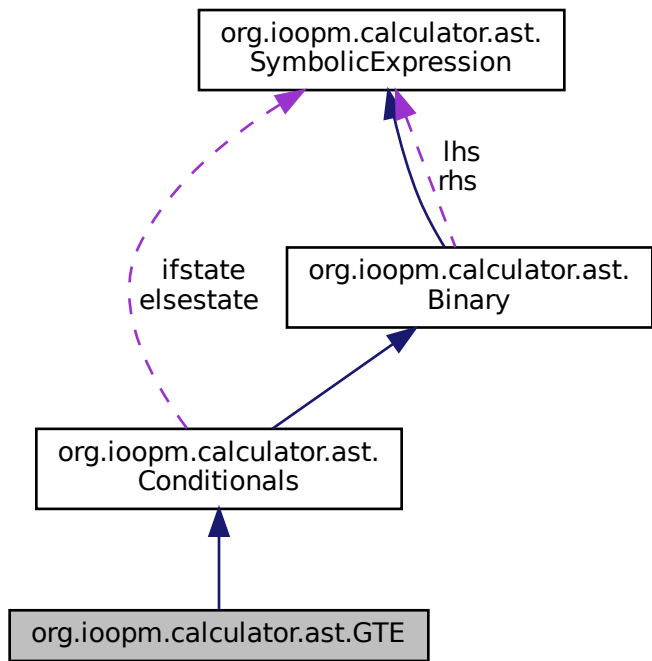 org.ioopm.calculator.ast.
SymbolicExpression
lhs
rhs
ifstate
elsestate
org.ioopm.calculator.ast.
Binary
org.ioopm.calculator.ast.
Conditionals
org.ioopm.calculator.ast.GTE